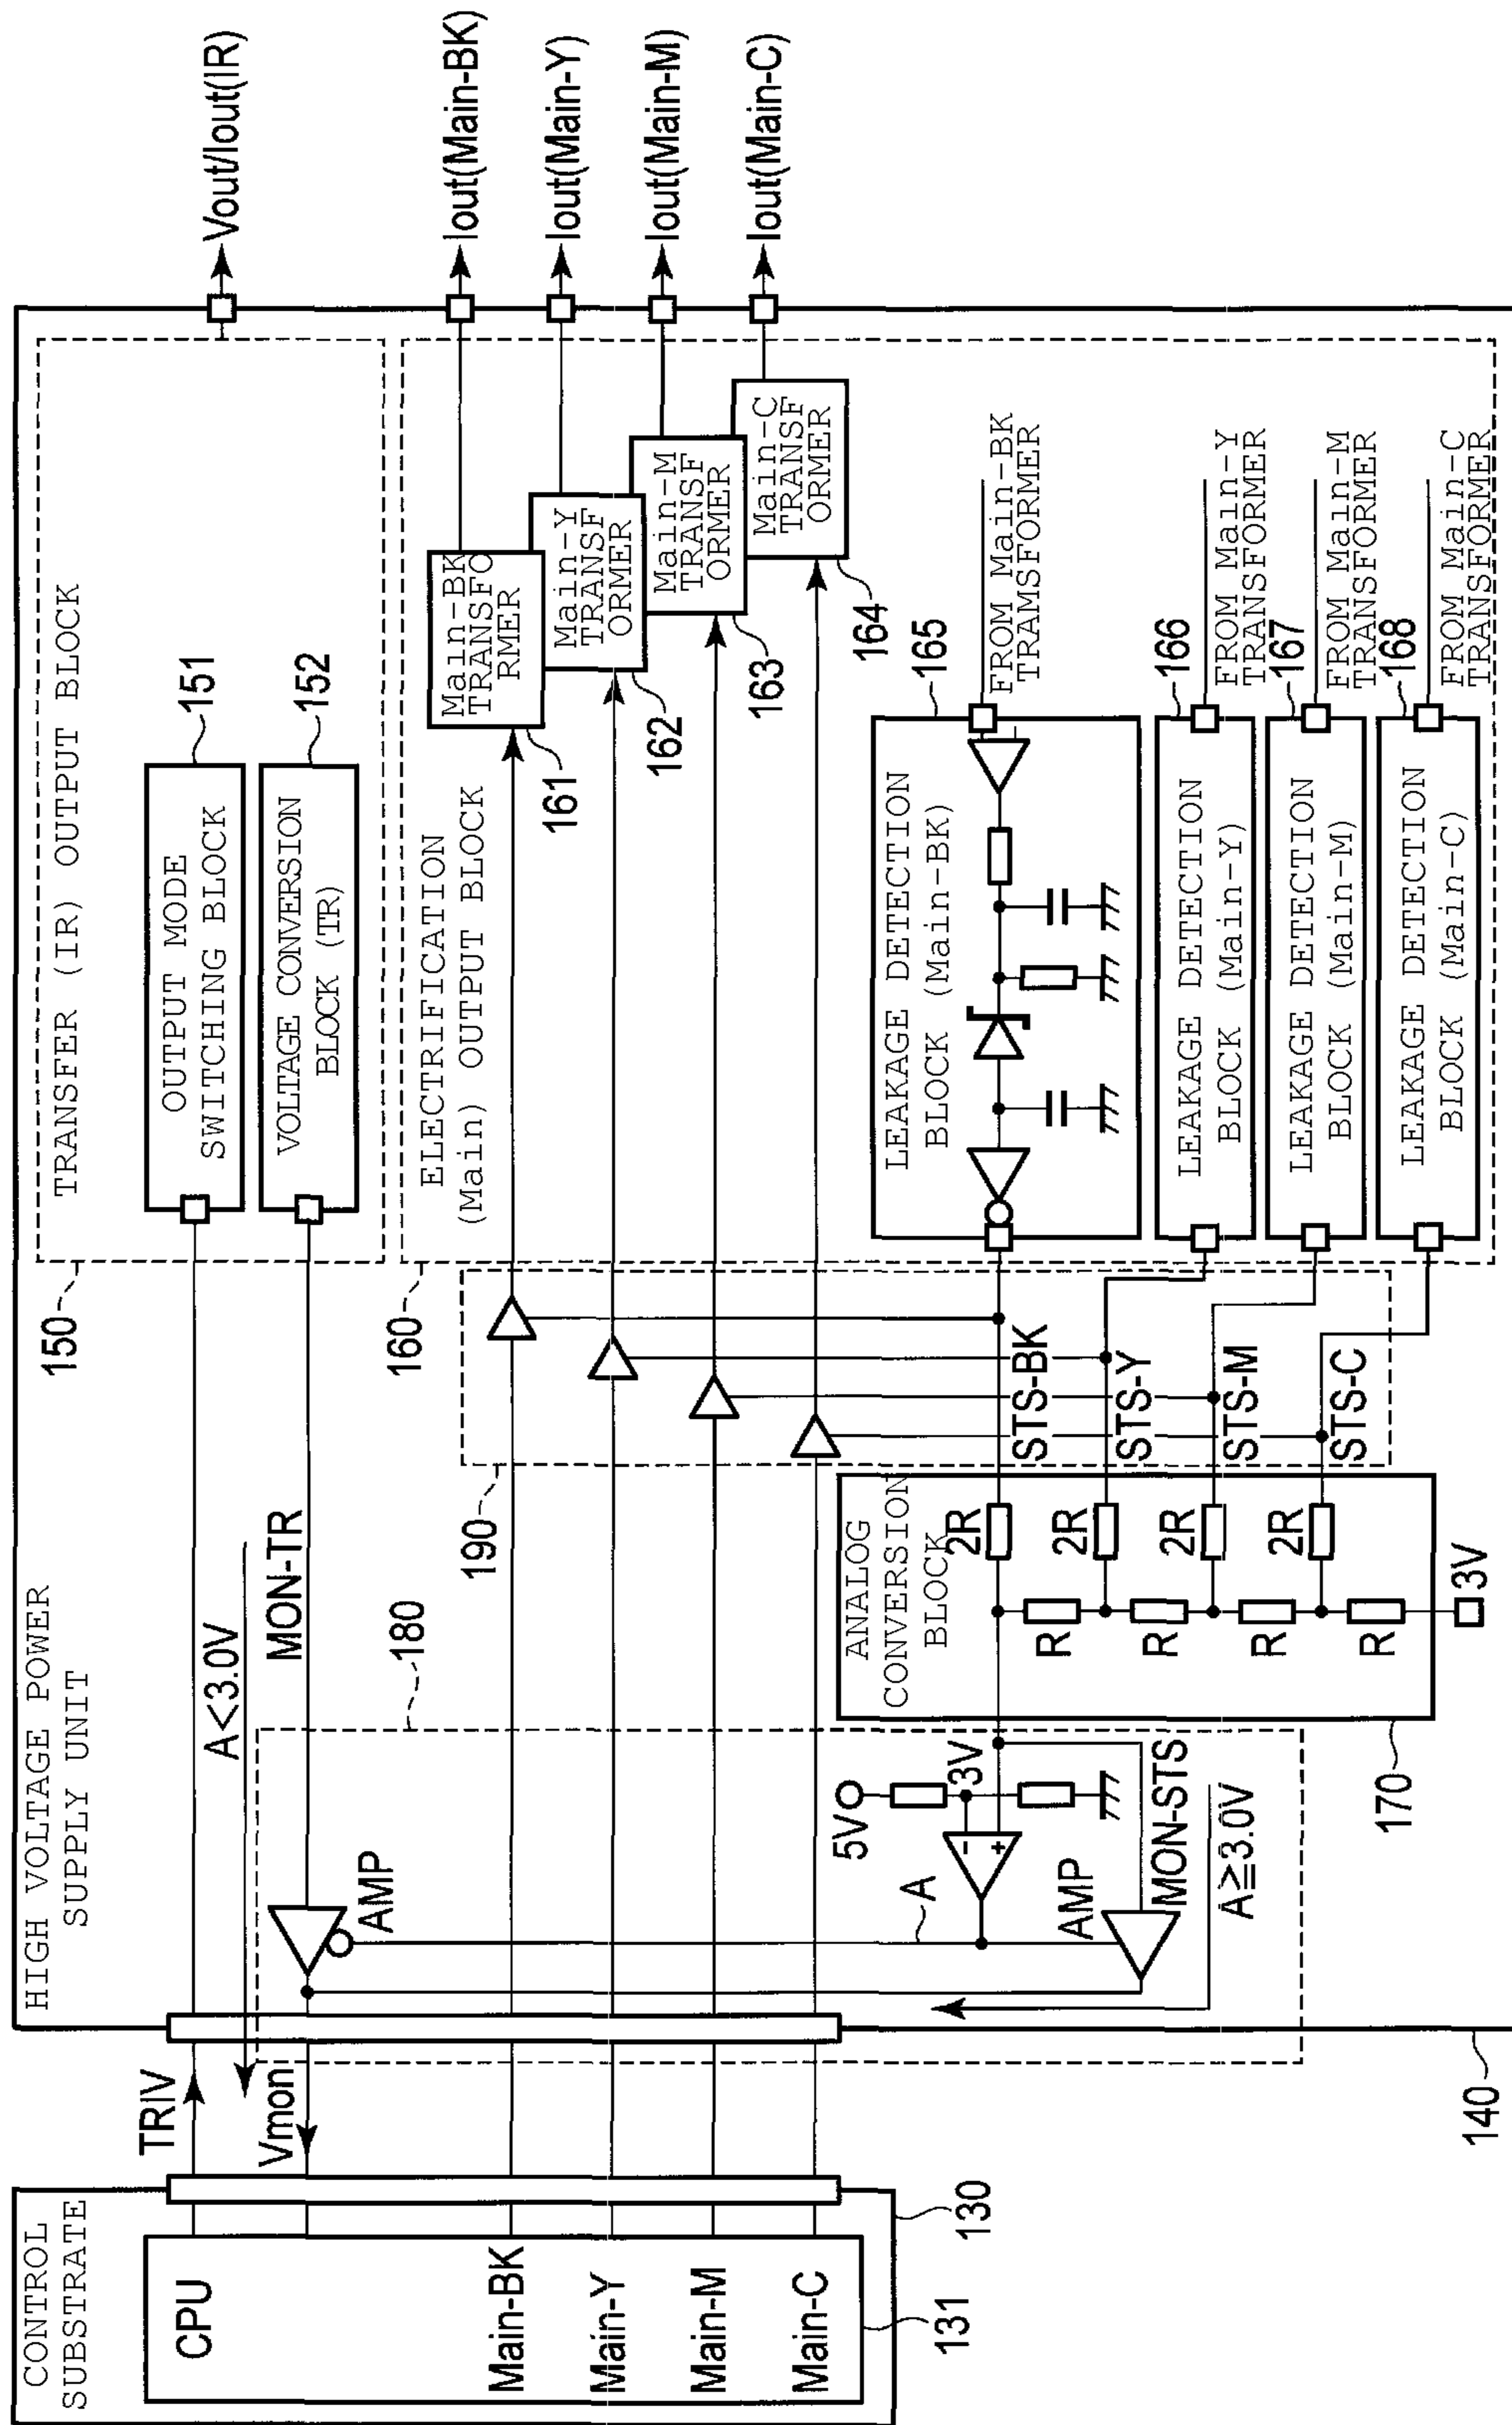 HIGH VOLTAGE POWER
SUPPLY UNIT
CONTROL
SUBSTRATE
CPU
Main-BK
Main-Y
Main-M
Main-C
131
130
140
TRIV
Vmon
A<3.0V
MON-TR
AMP
180
A
5V
3V
-
+
AMP
MON-STS
A≧3.0V
ANALOG
CONVERSION
BLOCK
2R
2R
2R
2R
R
R
R
R
3V
170
190
STS-BK
STS-Y
STS-M
STS-C
150
TRANSFER (IR) OUTPUT BLOCK
OUTPUT MODE
SWITCHING BLOCK
151
VOLTAGE CONVERSION
BLOCK (TR)
152
160
ELECTRIFICATION
(Main) OUTPUT BLOCK
Main-BK
TRANSFO
RMER
161
Main-Y
TRANSF
ORMER
162
Main-M
TRANSF
ORMER
163
Main-C
TRANSF
ORMER
164
LEAKAGE DETECTION
BLOCK (Main-BK)
165
FROM Main-BK
TRAMSFORMER
LEAKAGE DETECTION
BLOCK (Main-Y)
166
FROM Main-Y
TRANSFORMER
LEAKAGE DETECTION
BLOCK (Main-M)
167
FROM Main-M
TRANSFORMER
LEAKAGE DETECTION
BLOCK (Main-C)
168
FROM Main-C
TRANSFORMER
Vout/Iout(IR)
Iout(Main-BK)
Iout(Main-Y)
Iout(Main-M)
Iout(Main-C)